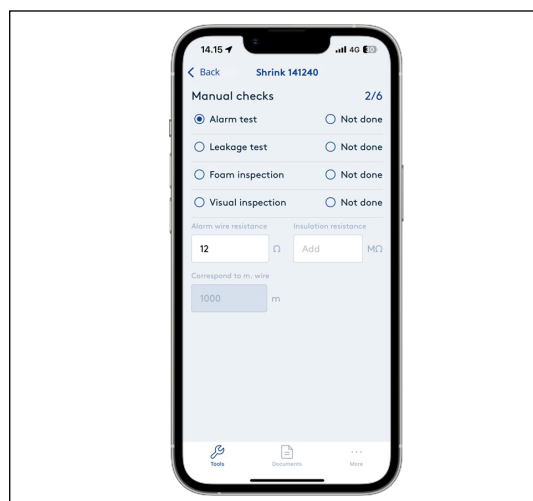 14.15 4G 30
Back Shrink 141240
Manual checks 2/6
Alarm test Not done
Leakage test Not done
Foam inspection Not done
Visual inspection Not done
Alarm wire resistance Insulation resistance
12 Ω Add MΩ
Correspond to m. wire
1000 m
Tools Documents More